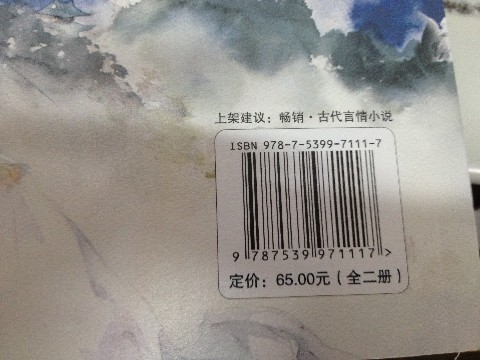 上架建议：畅销·古代言情小说
ISBN 978-7-5399-7111-7
9 787539 971117 >
定价：65.00元（全二册）